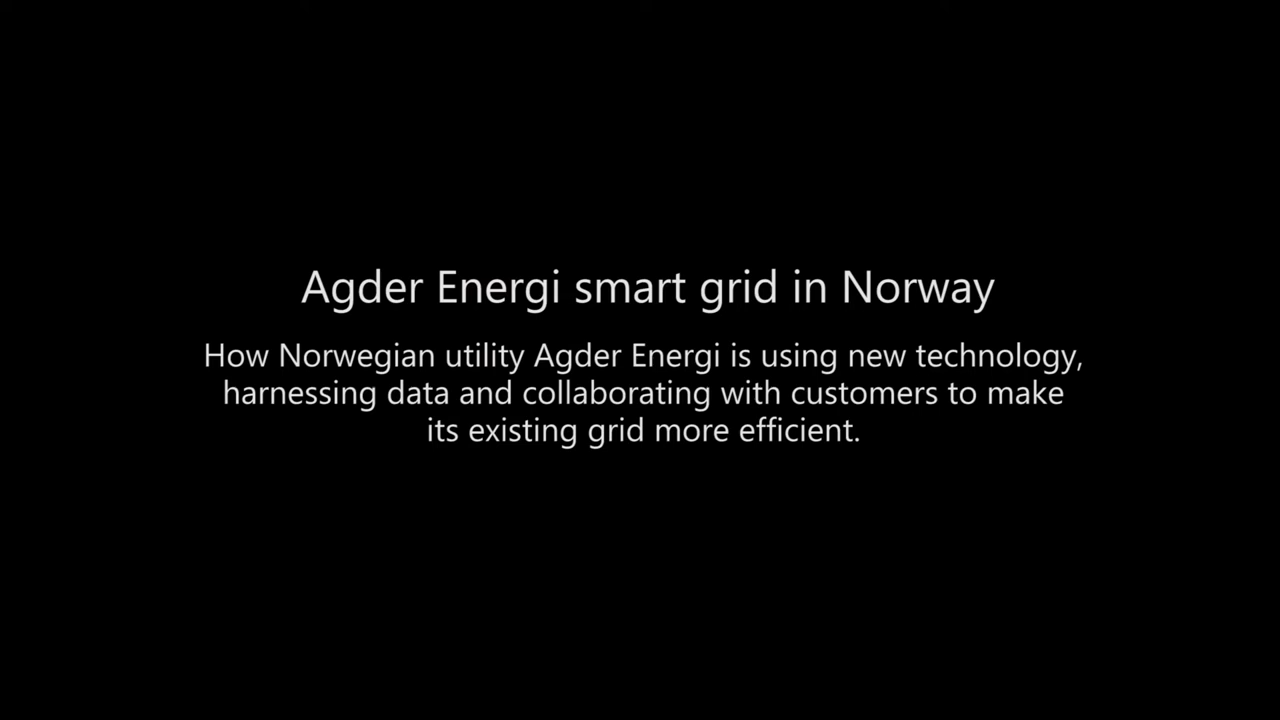 Agder Energi smart grid in Norway
How Norwegian utility Agder Energi is using new technology,
harnessing data and collaborating with customers to make
its existing grid more efficient.